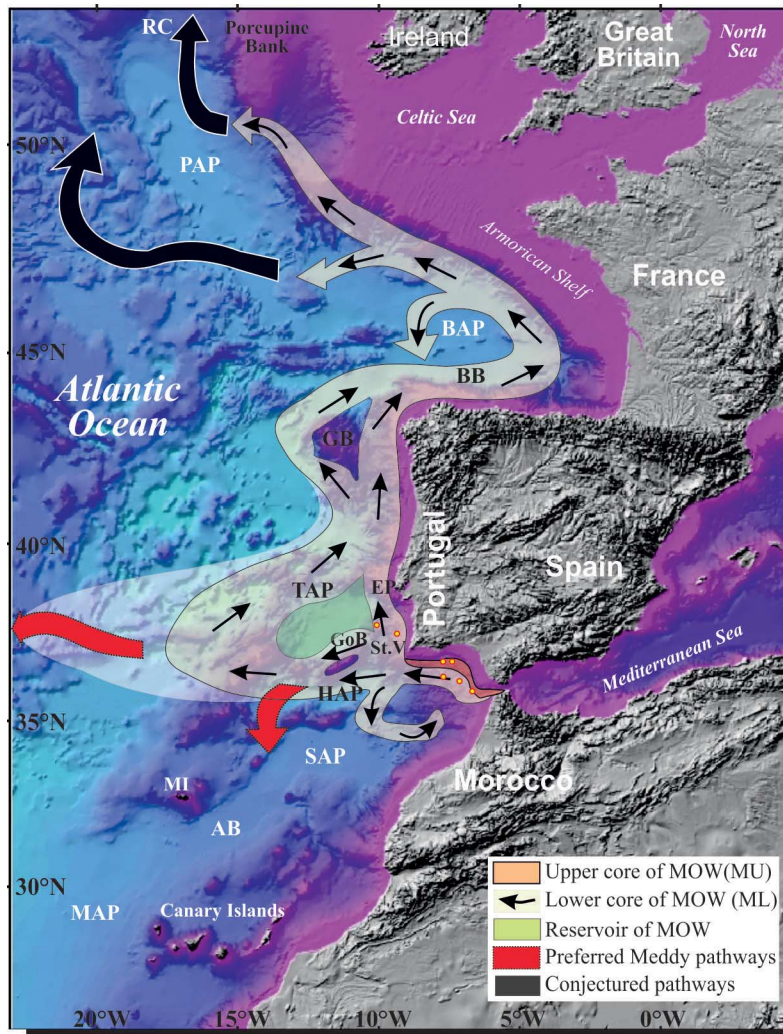 RC
Porcupine
Bank
Ireland
Great
Britain
North
Sea
Celtic Sea
50°N
PAP
Armorican Shelf
France
BAP
45°N
BB
Atlantic
Ocean
GB
40°N
Portugal
Spain
TAP
EP
GoB
St.V
Mediterranean Sea
HAP
35°N
SAP
Morocco
MI
AB
30°N
MAP
Canary Islands
Upper core of MOW(MU)
Lower core of MOW (ML)
Reservoir of MOW
Preferred Meddy pathways
Conjectured pathways
20°W
15°W
10°W
5°W
0°W